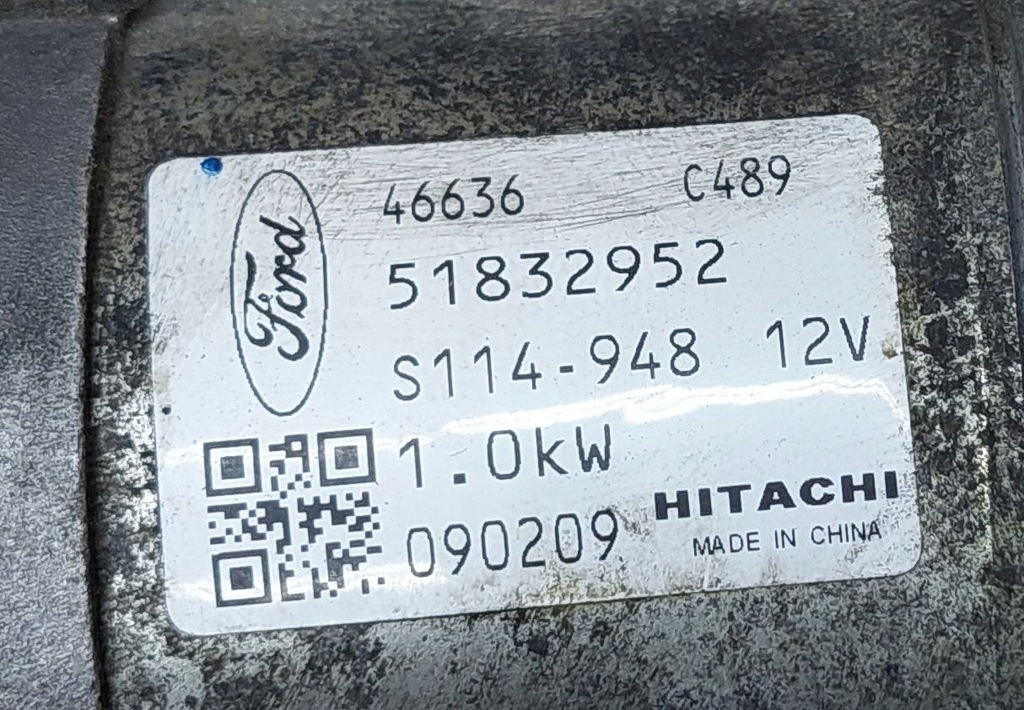 Ford
46636 C489
51832952
S114-948 12V
1.0kW
090209
HITACHI
MADE IN CHINA